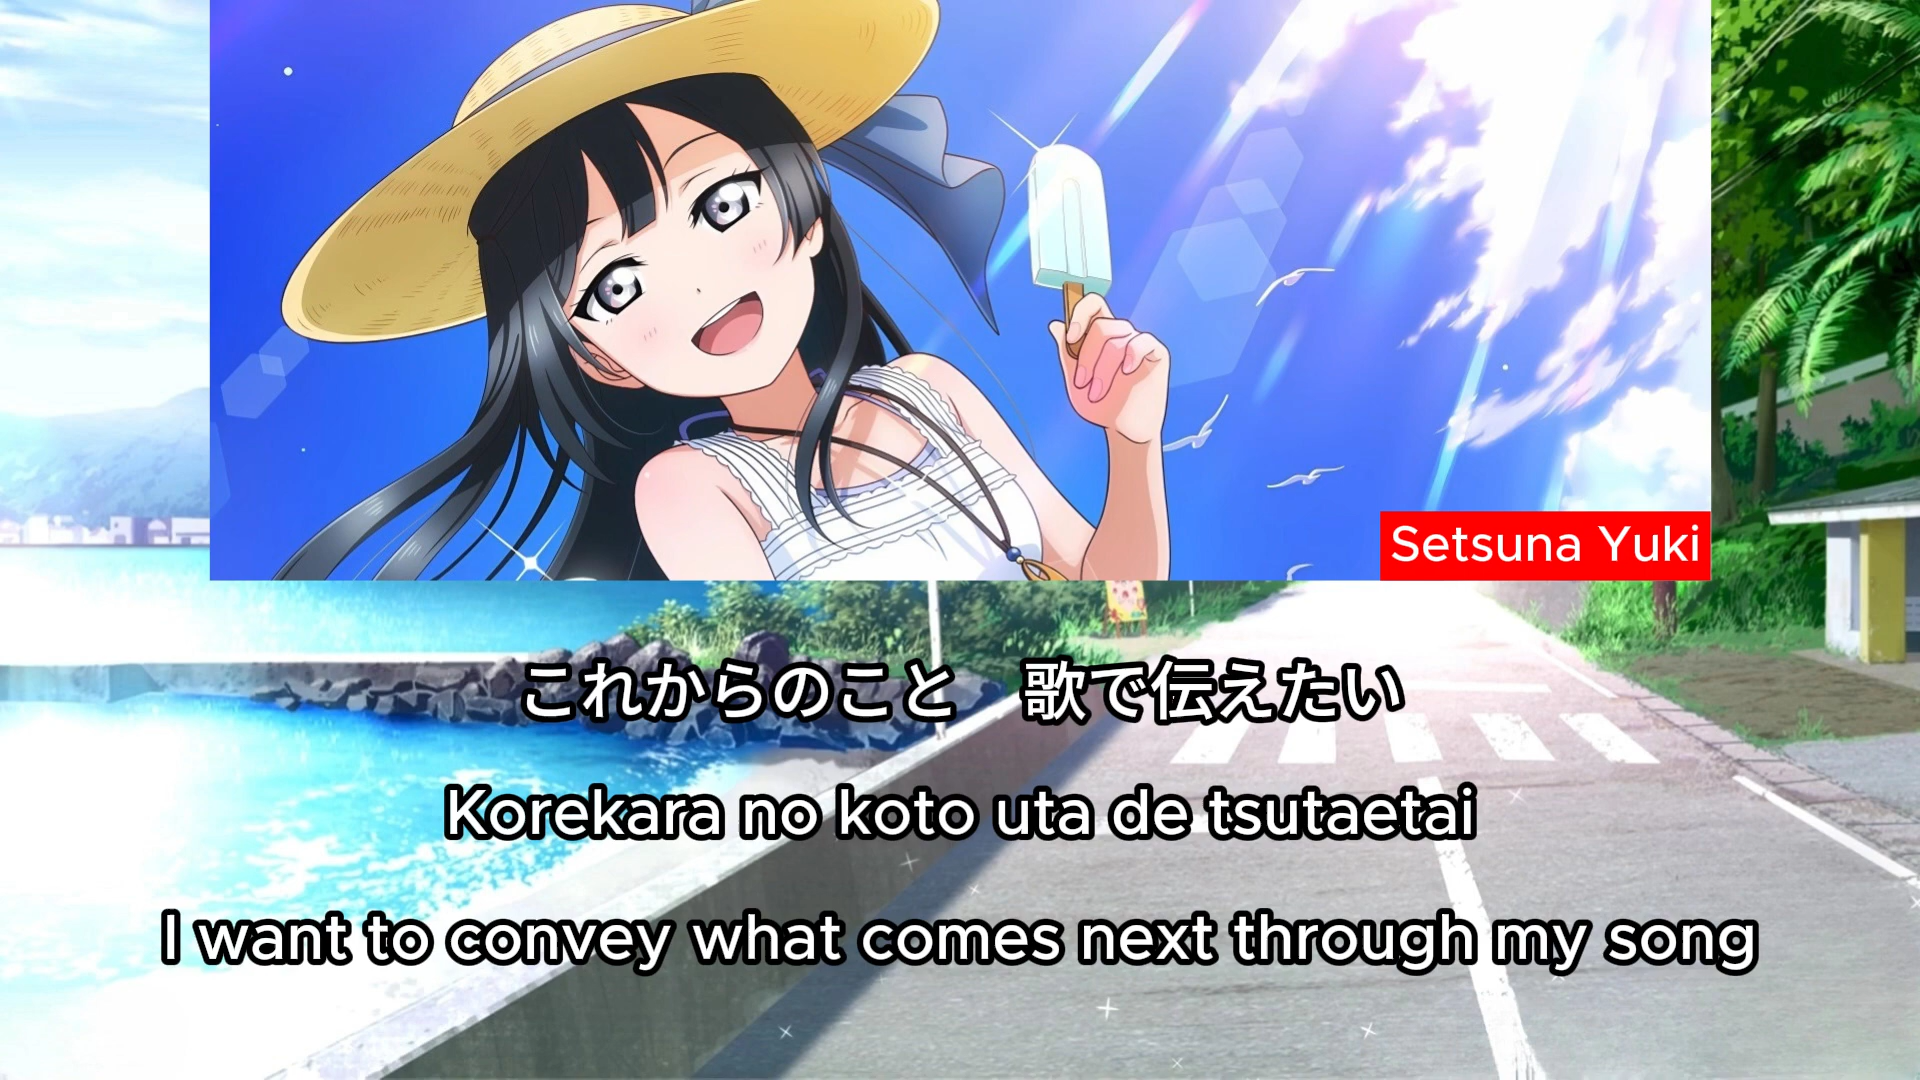 Setsuna Yuki
これからのこと　歌で伝えたい
Korekara no koto uta de tsutaetai
I want to convey what comes next through my song